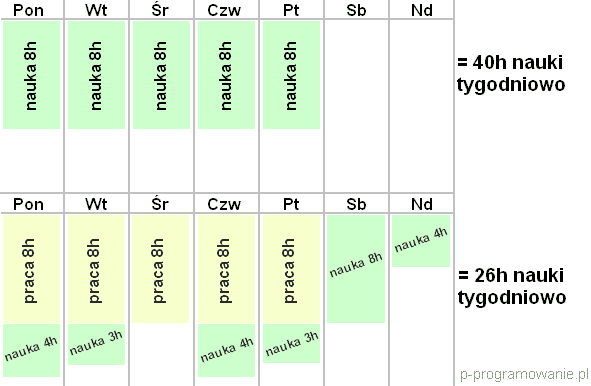 Pon Wt Śr Czw Pt Sb Nd
nauka 8h nauka 8h nauka 8h nauka 8h nauka 8h
= 40h nauki
tygodniowo
Pon Wt Śr Czw Pt Sb Nd
praca 8h praca 8h praca 8h praca 8h praca 8h nauka 8h nauka 4h
= 26h nauki
tygodniowo
nauka 4h nauka 3h nauka 4h nauka 3h
p-programowanie.pl